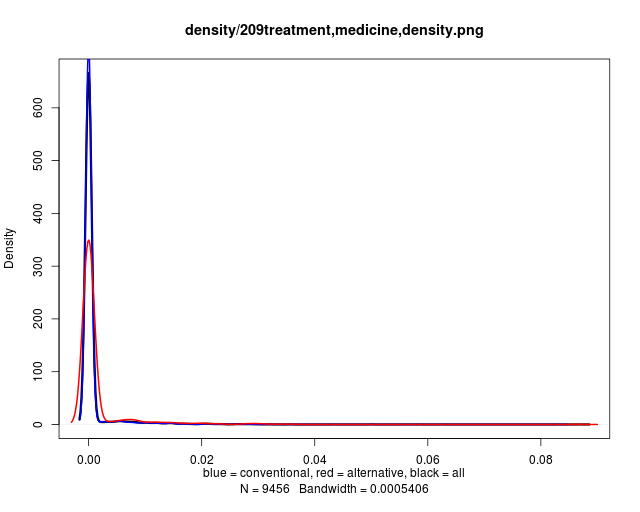 density/209treatment,medicine,density.png
Density
600
500
400
300
200
100
0
0.00 0.02 0.04 0.06 0.08
blue = conventional, red = alternative, black = all
N = 9456 Bandwidth = 0.0005406